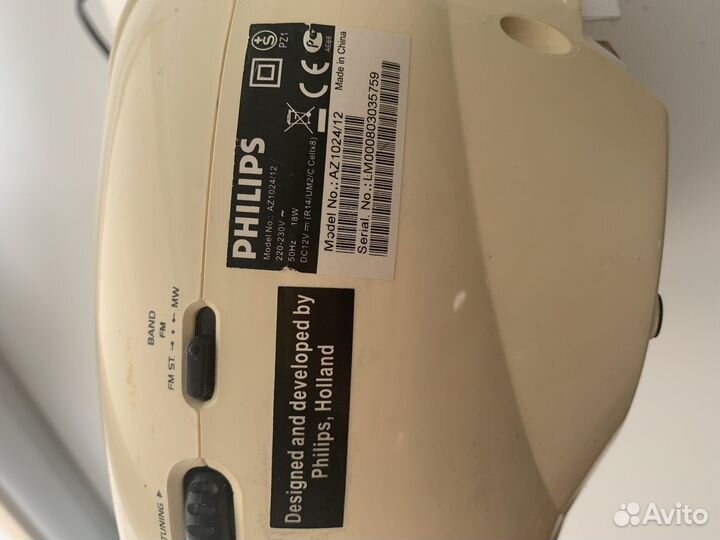 PHILIPS
Model No.: AZ1024/12
220-230V ~
50Hz 18W
DC12V ⎓ (R14/UM2/C Cellx8)
PZ1
CE
AE68
Made in China
Model No.: AZ1024/12
Serial. No.: LM000803035759
BAND
FM
FM ST. MW
Designed and developed by
Philips, Holland
TUNING
Avito